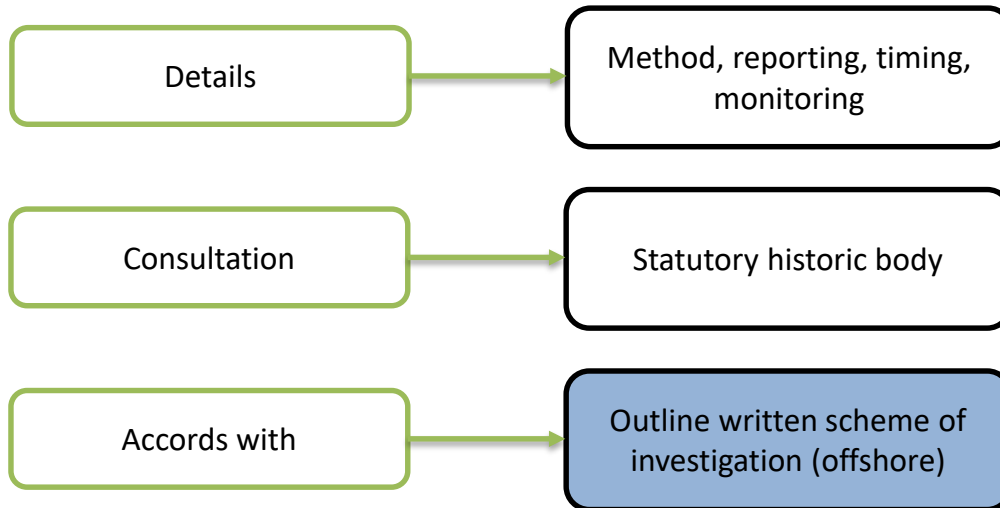 Details
Method, reporting, timing,
monitoring
Consultation
Statutory historic body
Accords with
Outline written scheme of
investigation (offshore)